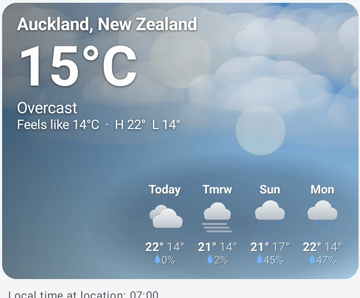 Auckland, New Zealand
15°C
Overcast
Feels like 14°C · H 22° L 14°
Today Tmrw Sun Mon
22° 14° 21° 14° 21° 17° 22° 14°
0% 2% 45% 47%
Local time at location: 07:00